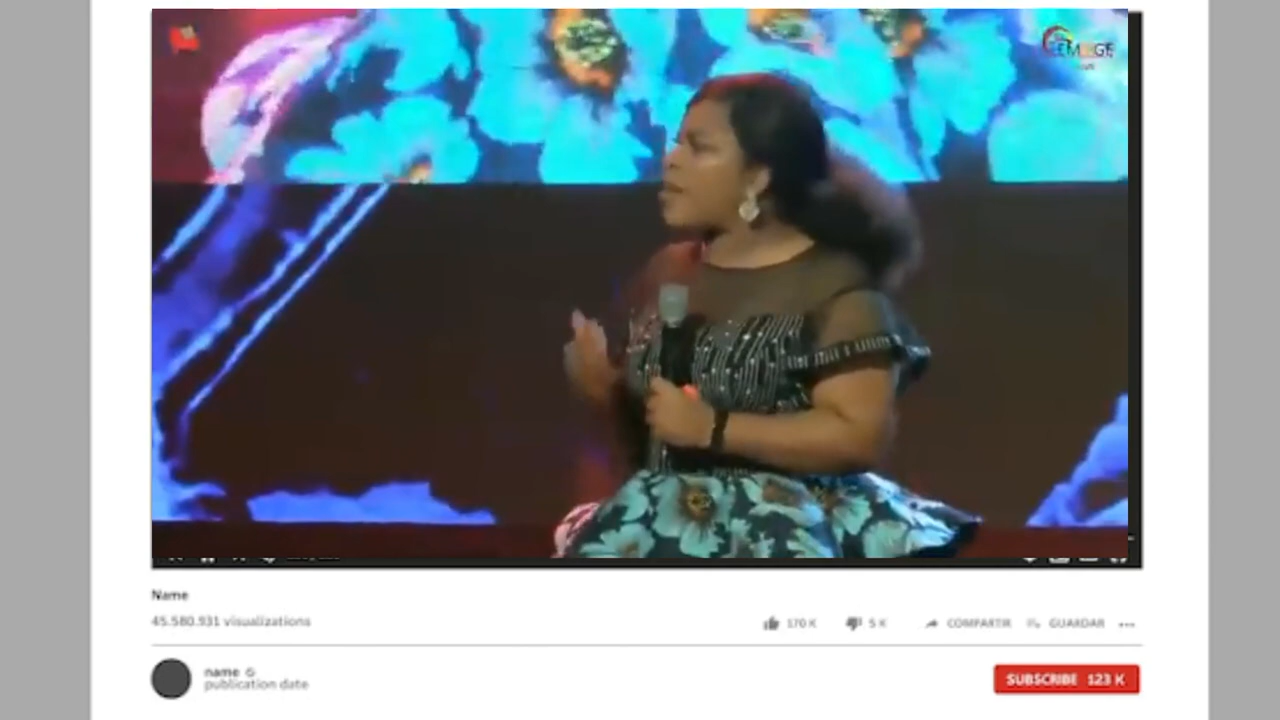 Name
45.580.931 visualizations
170 K
5 K
COMPARTIR
GUARDAR
name
publication date
SUBSCRIBE 123 K